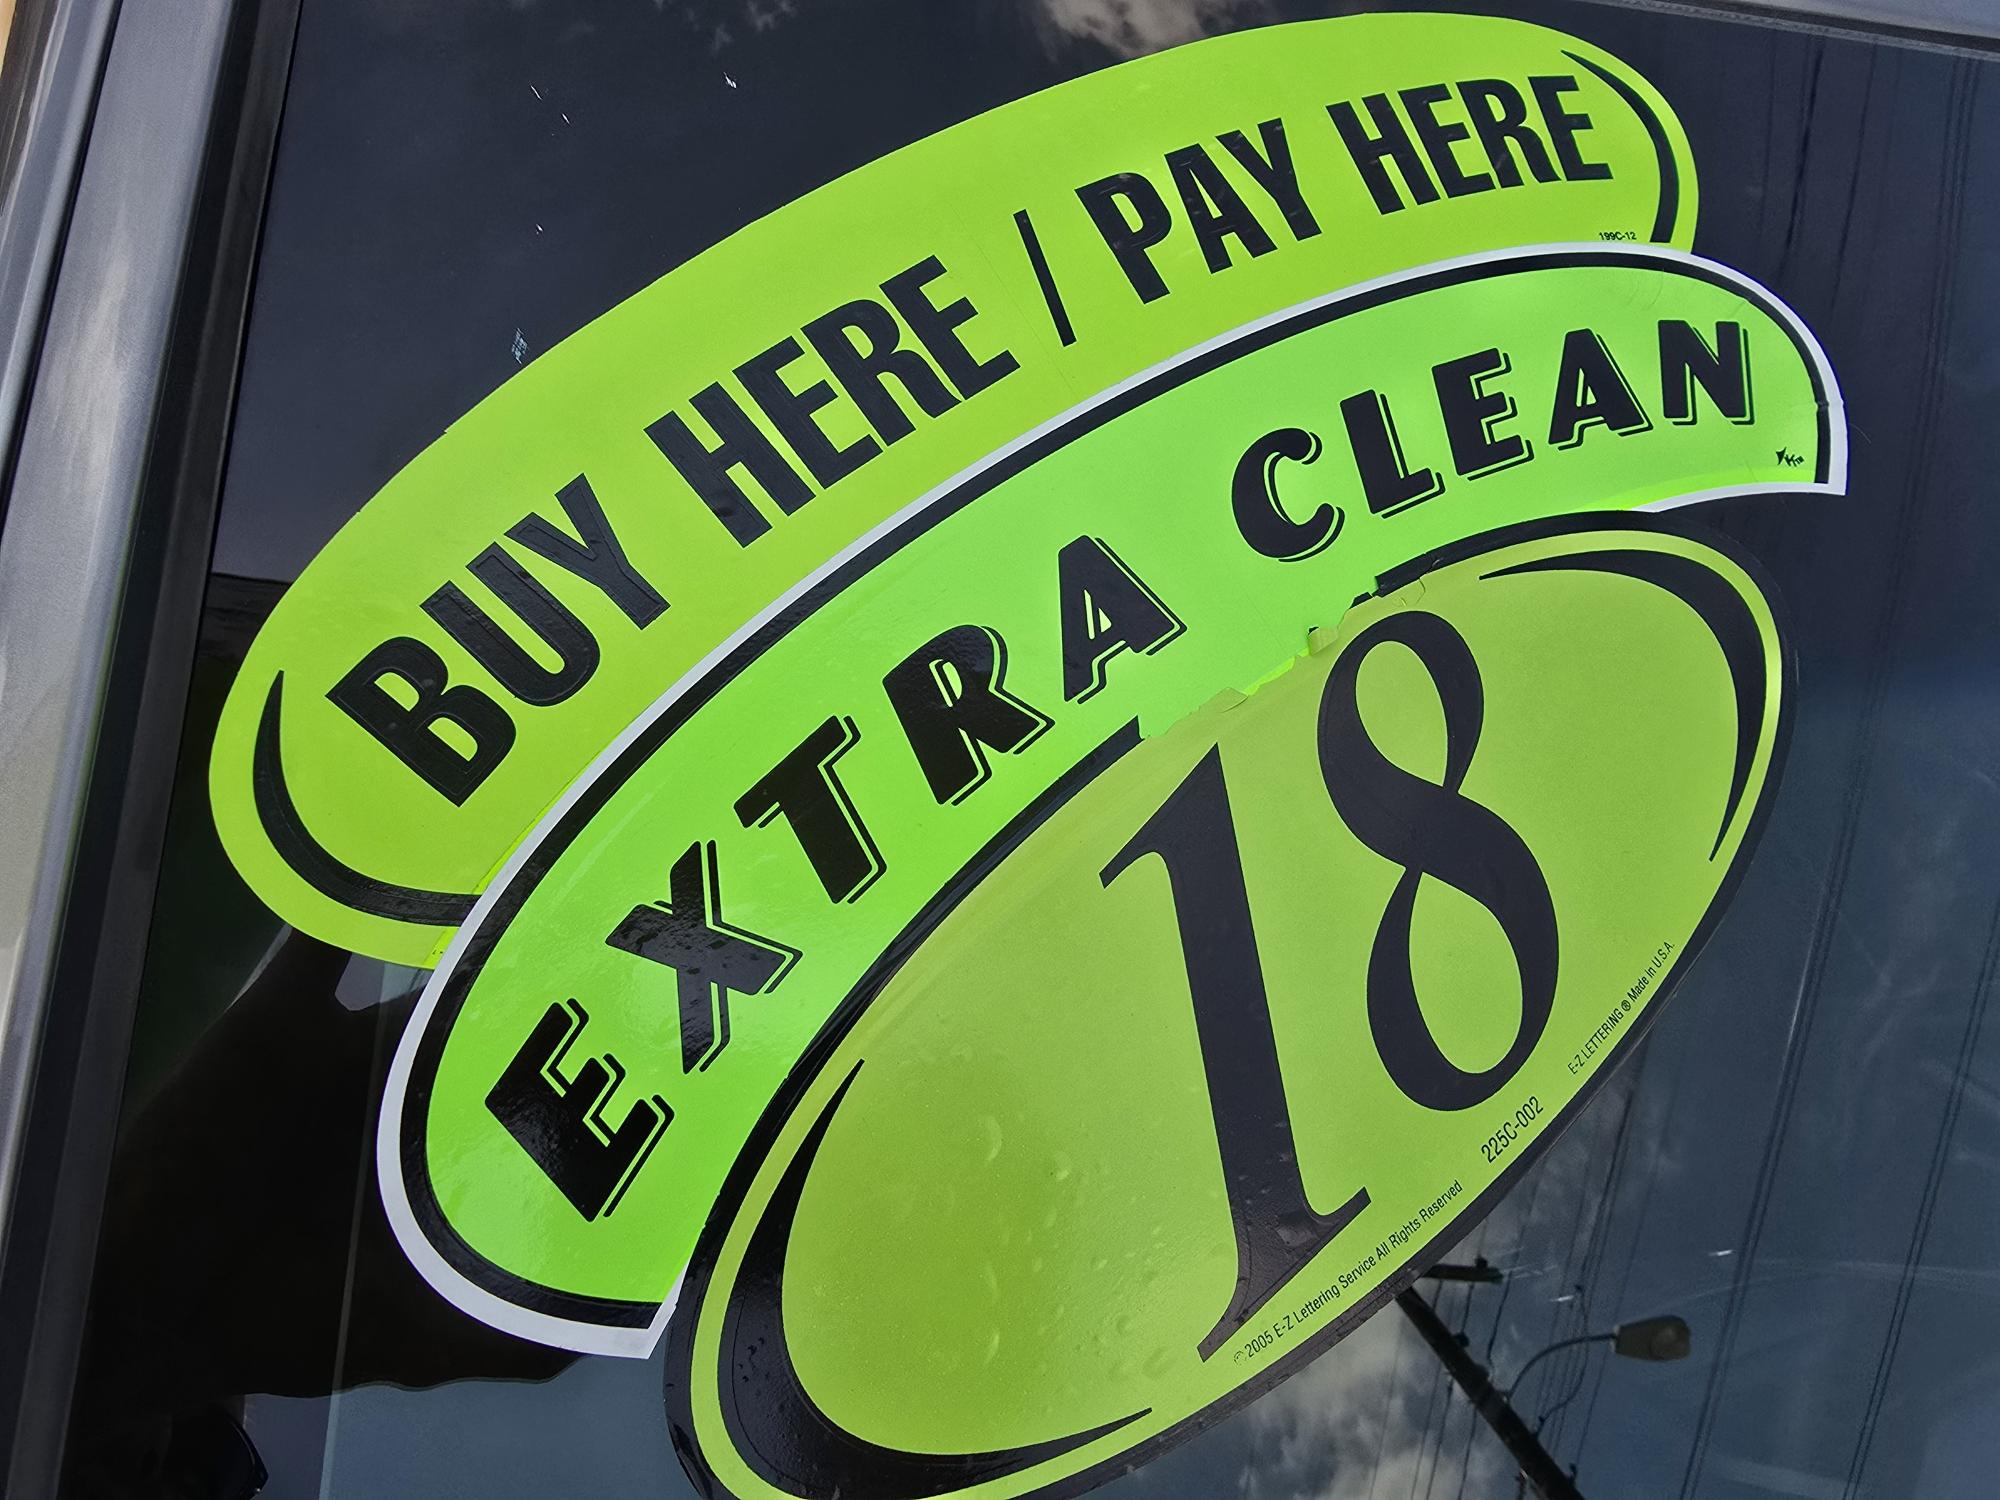 BUY HERE / PAY HERE
199C-12
EXTRA CLEAN
18
E-Z LETTERING ® Made in U.S.A.
225C-002
©2005 E-Z Lettering Service All Rights Reserved